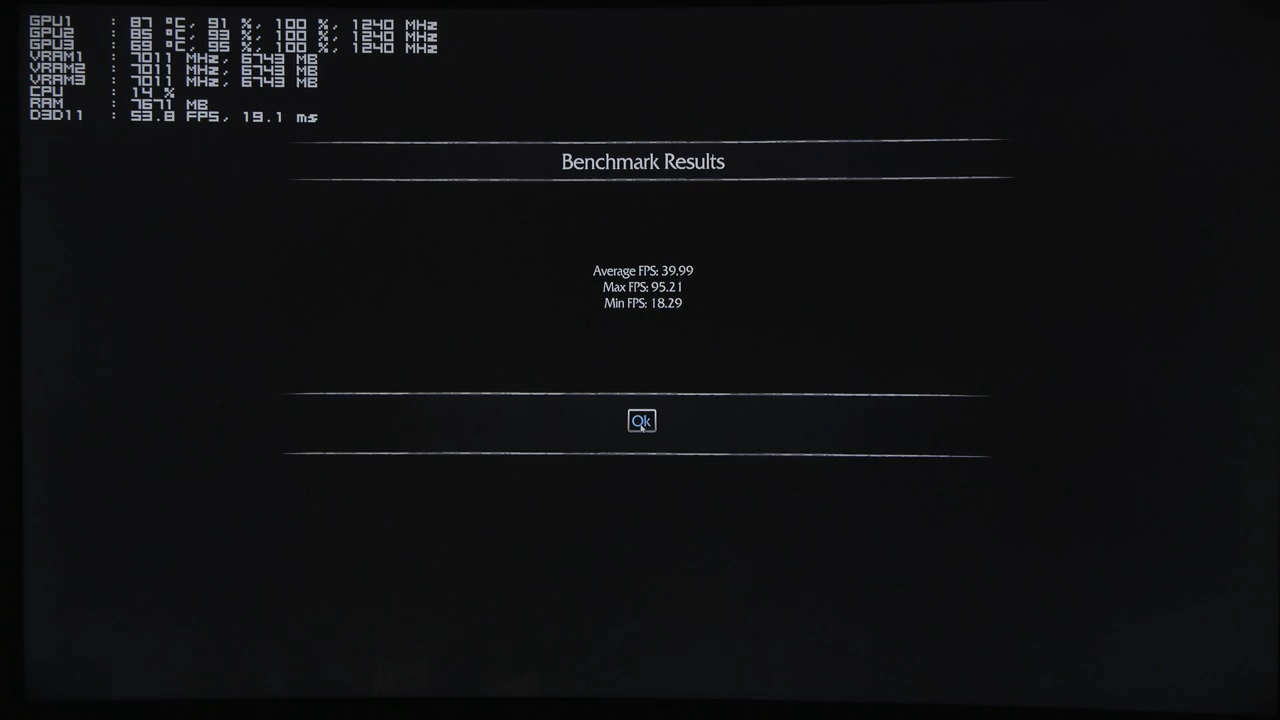 GPU1 : 87 °C, 91 %, 100 %, 1240 MHz
GPU2 : 85 °C, 93 %, 100 %, 1240 MHz
GPU3 : 69 °C, 95 %, 100 %, 1240 MHz
VRAM1 : 7011 MHz, 6743 MB
VRAM2 : 7011 MHz, 6743 MB
VRAM3 : 7011 MHz, 6743 MB
CPU : 14 %
RAM : 7671 MB
D3D11 : 53.8 FPS, 19.1 ms
Benchmark Results
Average FPS: 39.99
Max FPS: 95.21
Min FPS: 18.29
Ok